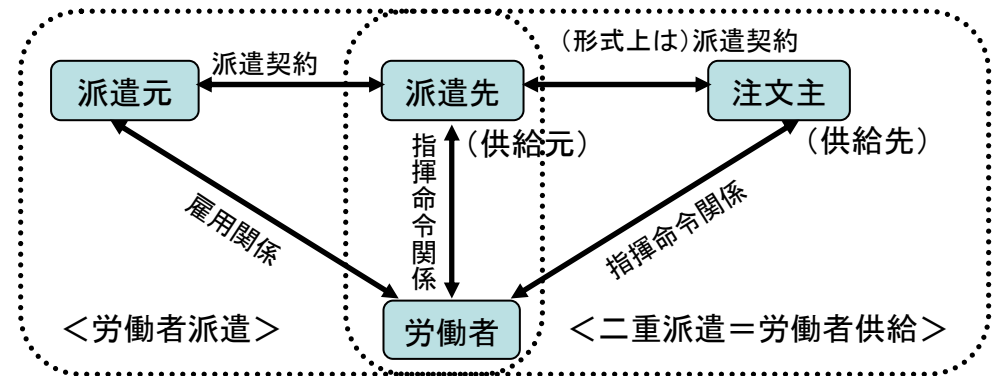 (形式上は)派遣契約
派遣契約
派遣元
派遣先
注文主
(供給元)
(供給先)
指揮命令関係
雇用関係
指揮命令関係
<労働者派遣>
労働者
<二重派遣=労働者供給>